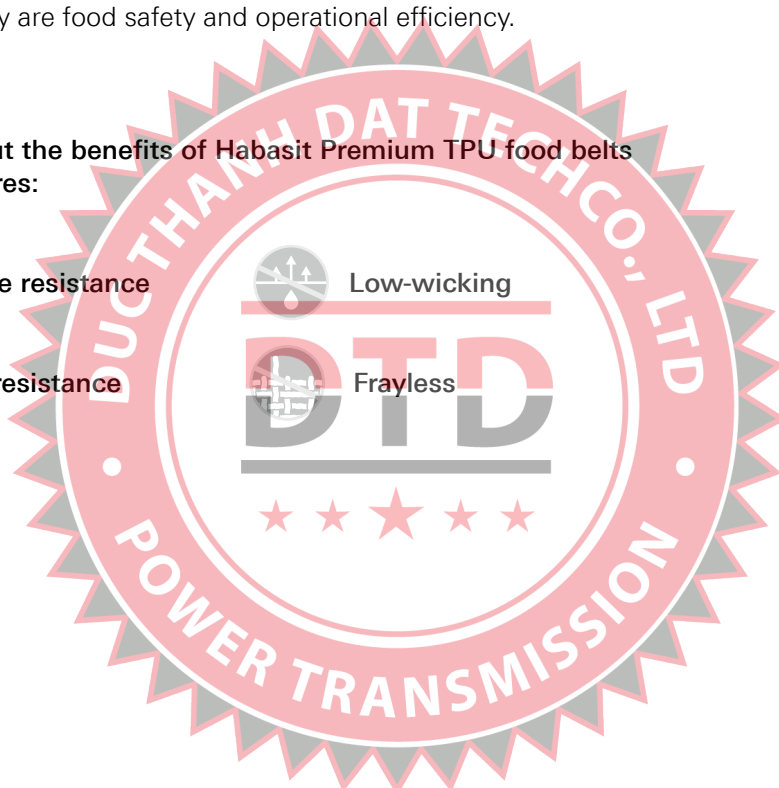 y are food safety and operational efficiency.
ut the benefits of Habasit Premium TPU food belts
res:
e resistance
Low-wicking
resistance
Frayless
DUC THANH DAT TECHCO., LTD
DTD
• POWER TRANSMISSION •